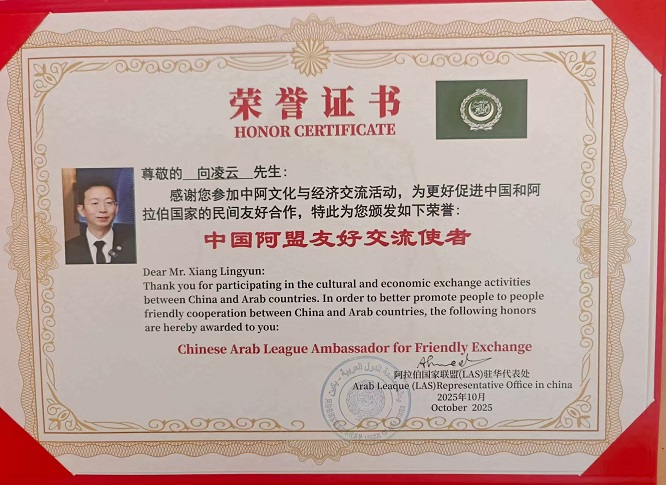 荣誉证书
HONOR CERTIFICATE
尊敬的 向凌云 先生：
感谢您参加中阿文化与经济交流活动，为更好促进中国和阿
拉伯国家的民间友好合作，特此为您颁发如下荣誉：
中国阿盟友好交流使者
Dear Mr. Xiang Lingyun:
Thank you for participating in the cultural and economic exchange activities
between China and Arab countries. In order to better promote people to people
friendly cooperation between China and Arab countries, the following honors
are hereby awarded to you:
Chinese Arab League Ambassador for Friendly Exchange
阿拉伯国家联盟(LAS)驻华代表处
Arab Leaque (LAS)Representative Office in china
2025年10月
October 2025